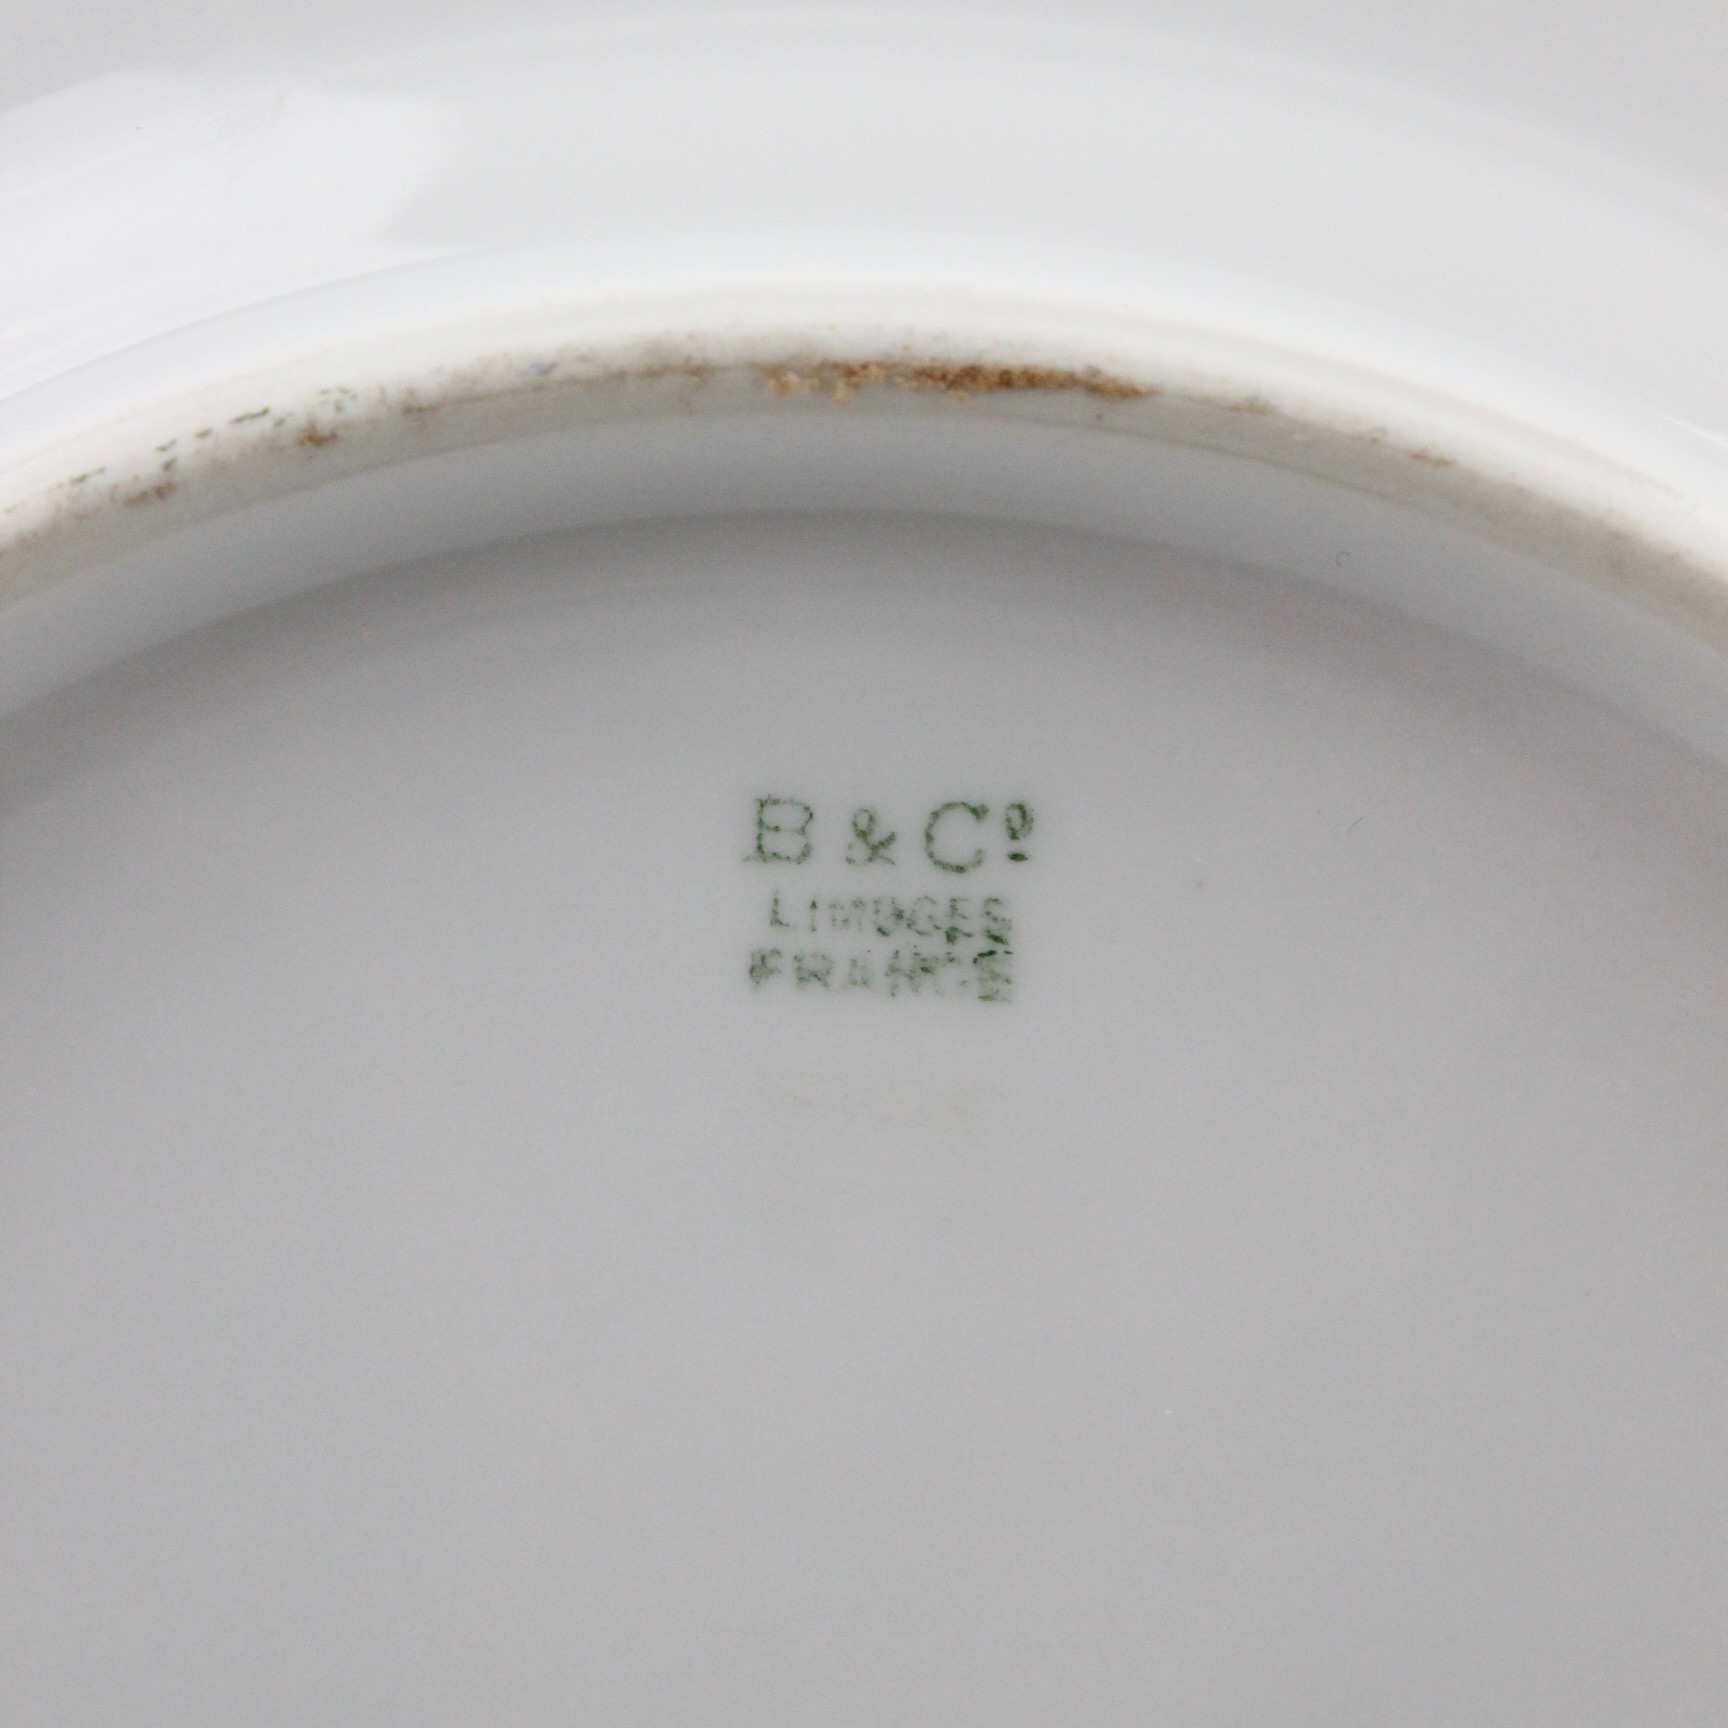 B & Cº
LIMOGES
FRANCE